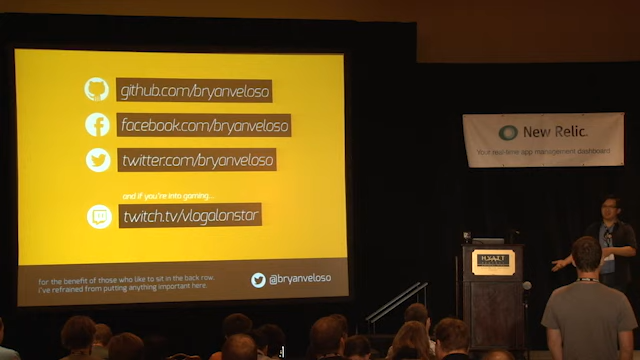 github.com/bryanveloso
facebook.com/bryanveloso
twitter.com/bryanveloso
and if you're into gaming...
twitch.tv/vlogalonstar
For the benefit of those who like to sit in the back row,
i've refrained from putting anything important here.
@bryanveloso
New Relic.
Your real-time app management dashboard
HYATT